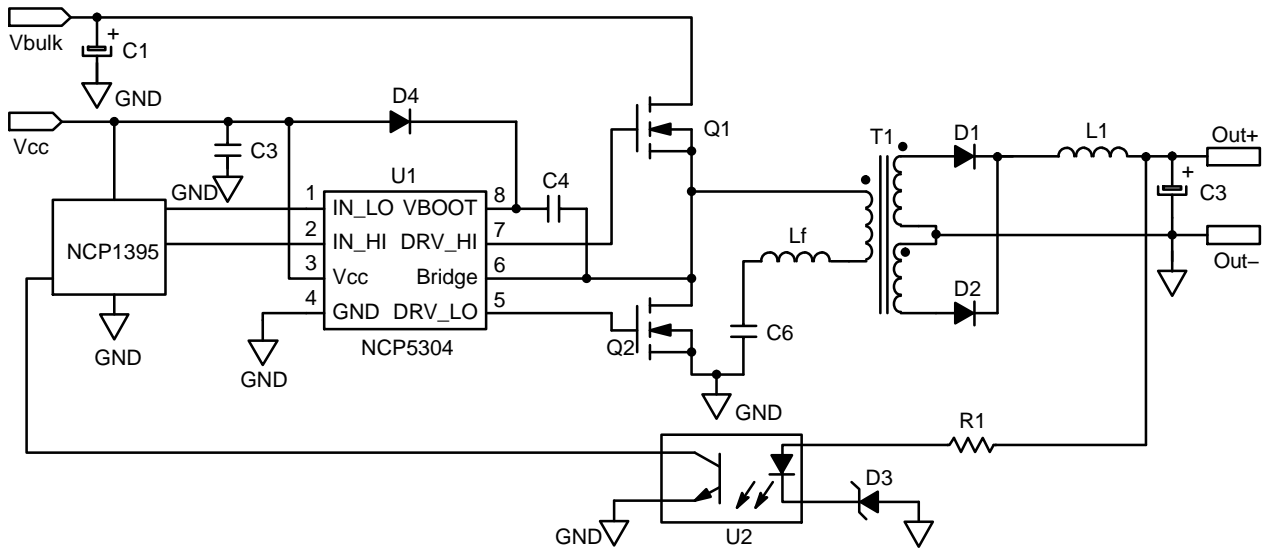 Vbulk
+
C1
GND
Vcc
D4
C3
GND
U1
C4
Q1
T1
D1
L1
Out+
1
IN_LO VBOOT
8
NCP1395
2
IN_HI DRV_HI
7
3
Vcc Bridge
6
4
GND DRV_LO
5
NCP5304
GND
GND
Q2
Lf
C6
GND
D2
+
C3
Out–
R1
D3
GND
U2